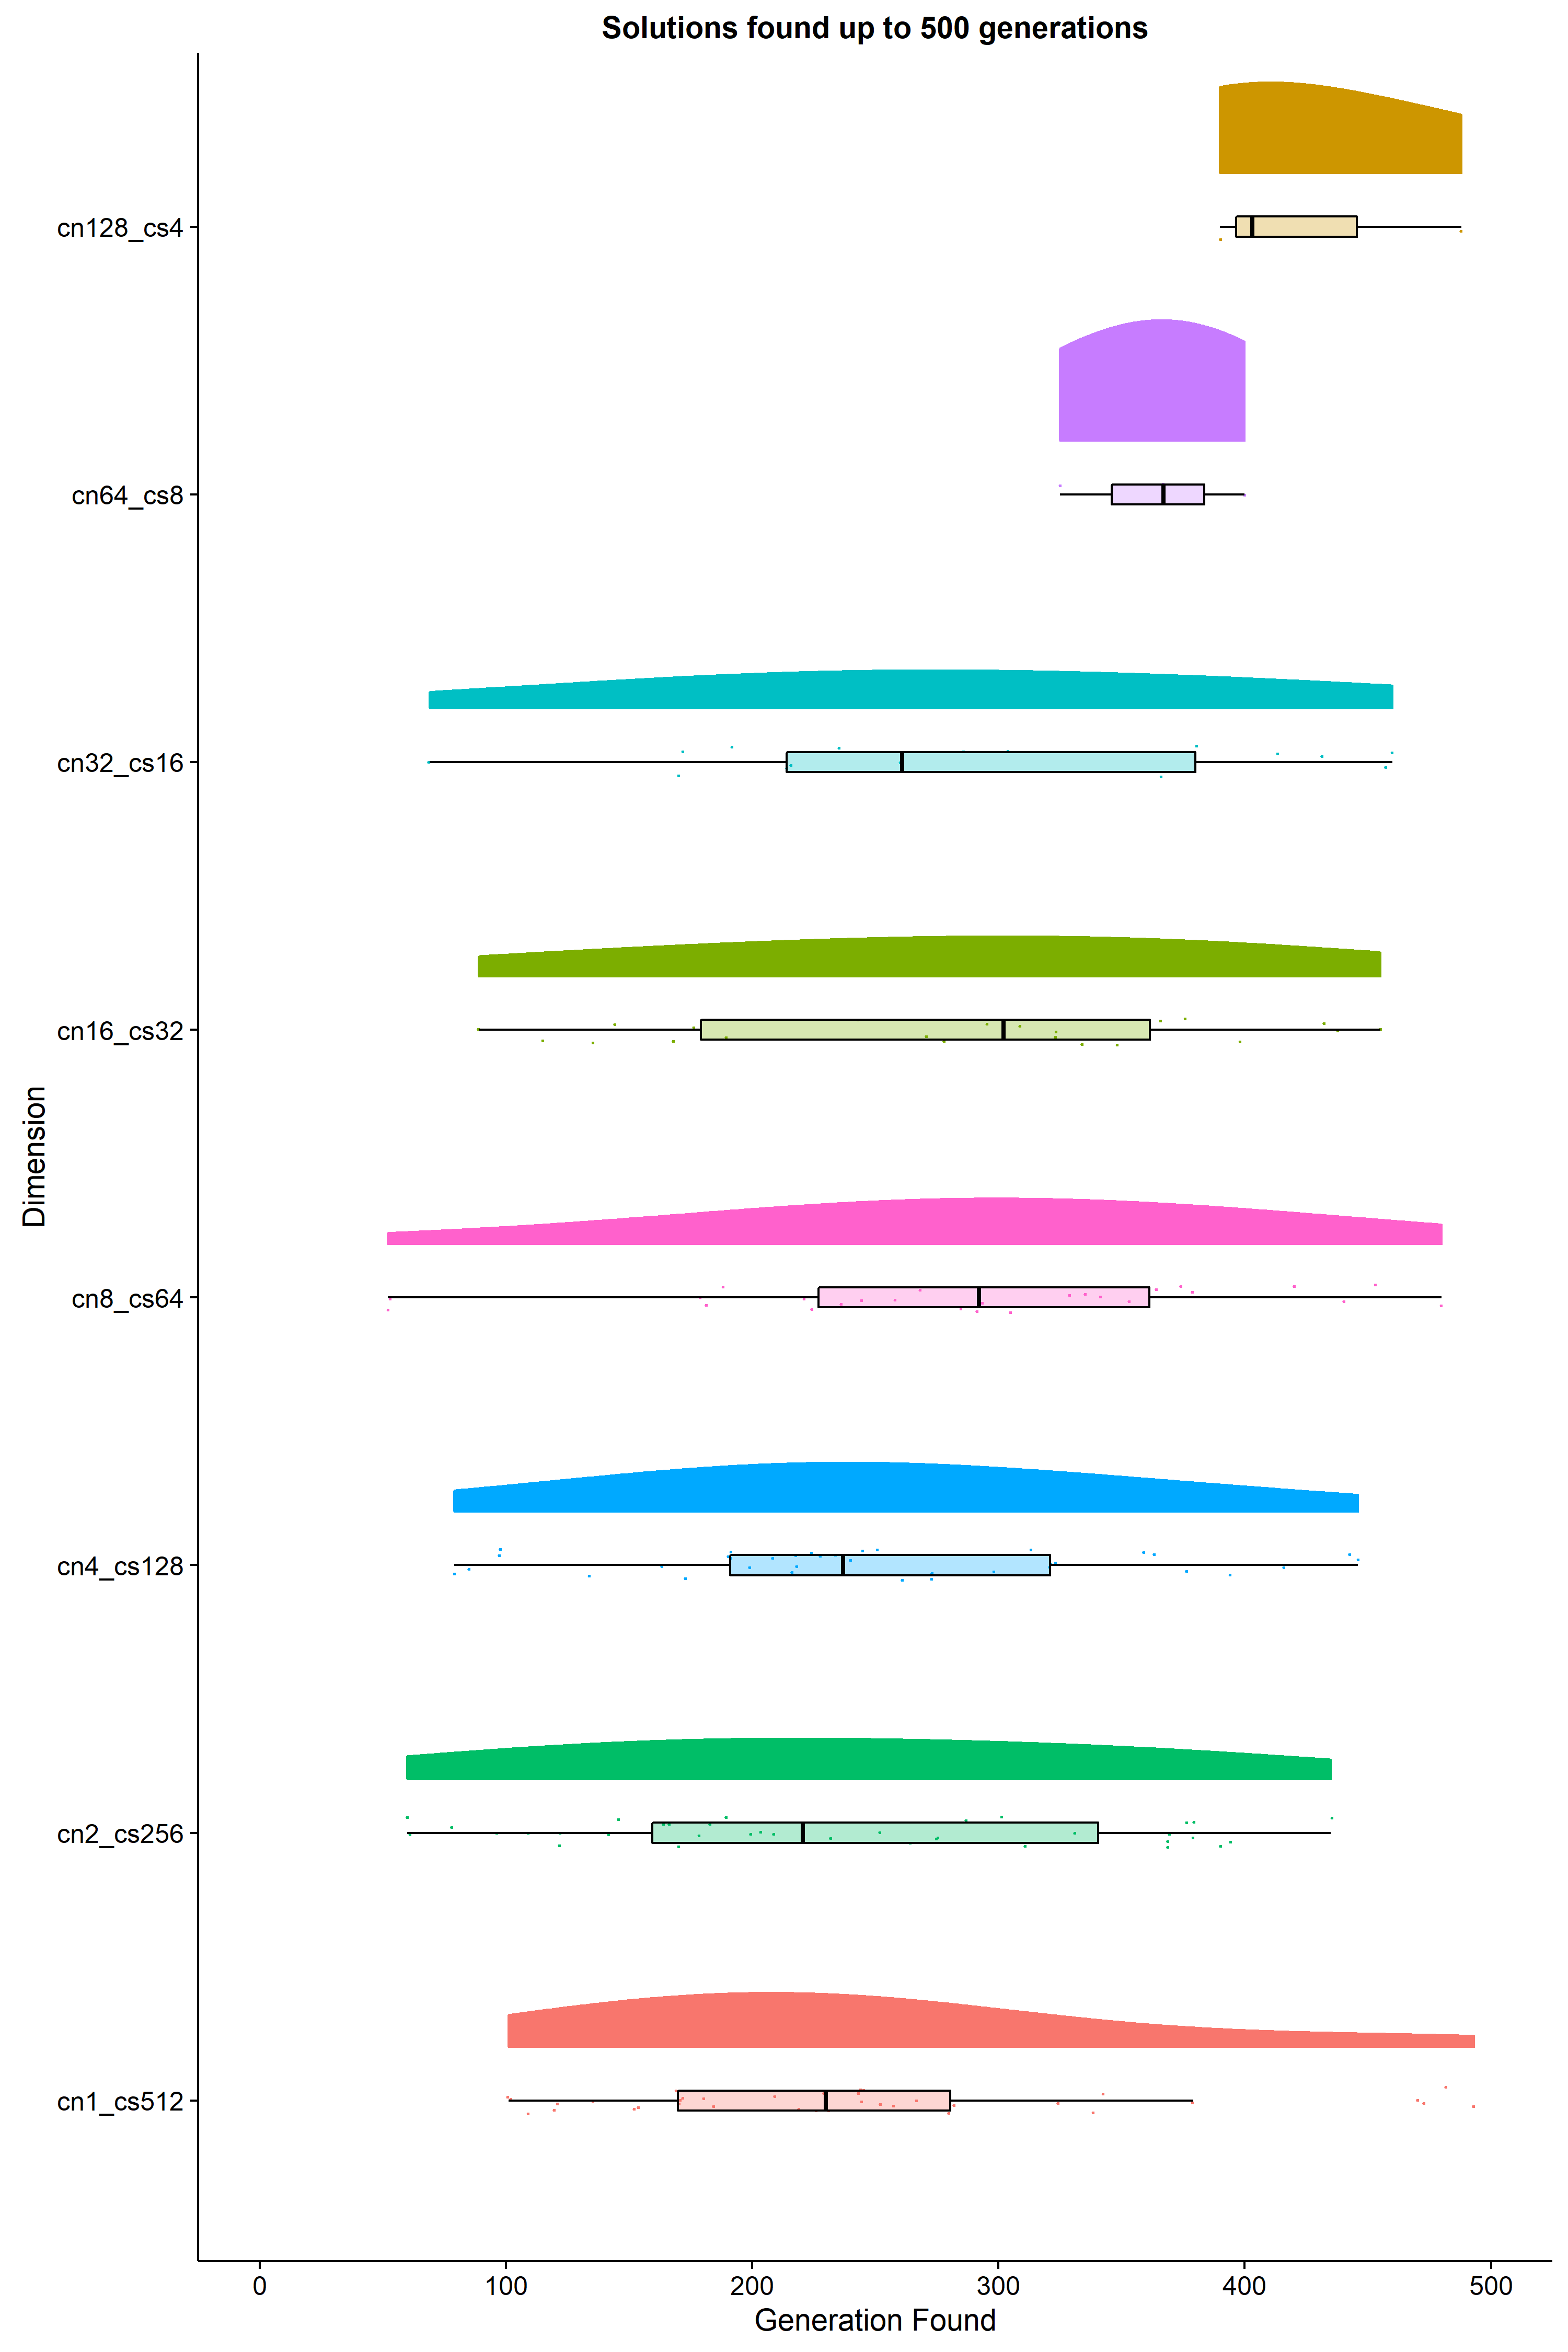 Solutions found up to 500 generations
cn128_cs4
cn64_cs8
cn32_cs16
cn16_cs32
Dimension
cn8_cs64
cn4_cs128
cn2_cs256
cn1_cs512
0 100 200 300 400 500
Generation Found